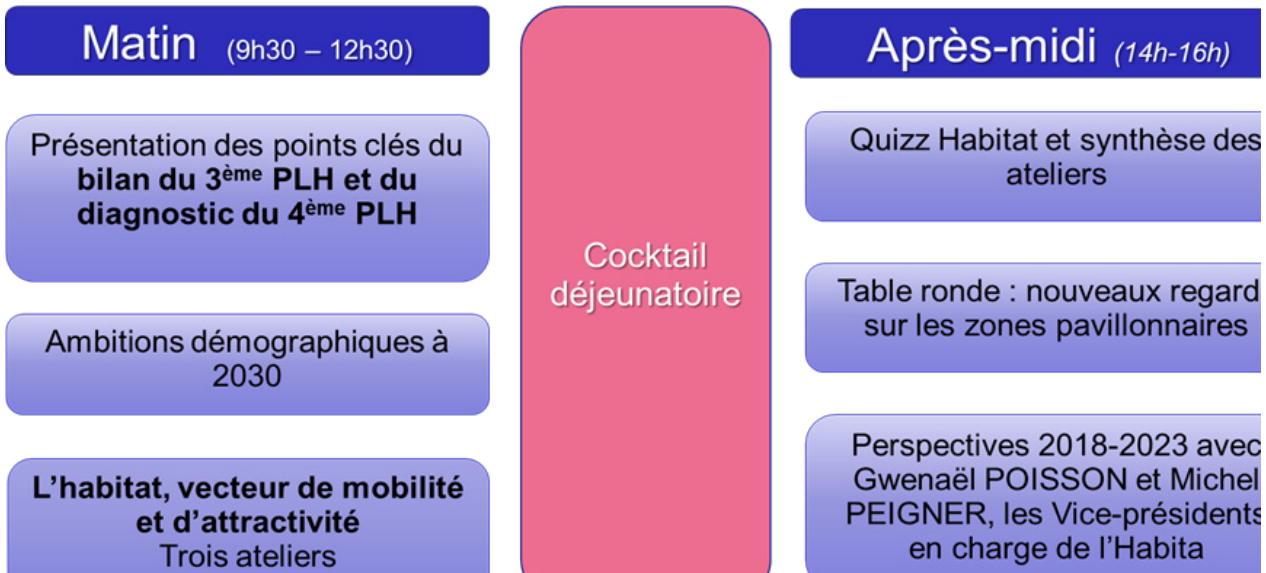 Matin (9h30 – 12h30)
Présentation des points clés du
bilan du 3ème PLH et du
diagnostic du 4ème PLH
Ambitions démographiques à
2030
L'habitat, vecteur de mobilité
et d'attractivité
Trois ateliers
Cocktail
déjeunatoire
Après-midi (14h-16h)
Quizz Habitat et synthèse des
ateliers
Table ronde : nouveaux regard
sur les zones pavillonnaires
Perspectives 2018-2023 avec
Gwenaël POISSON et Michel
PEIGNER, les Vice-présidents
en charge de l'Habita